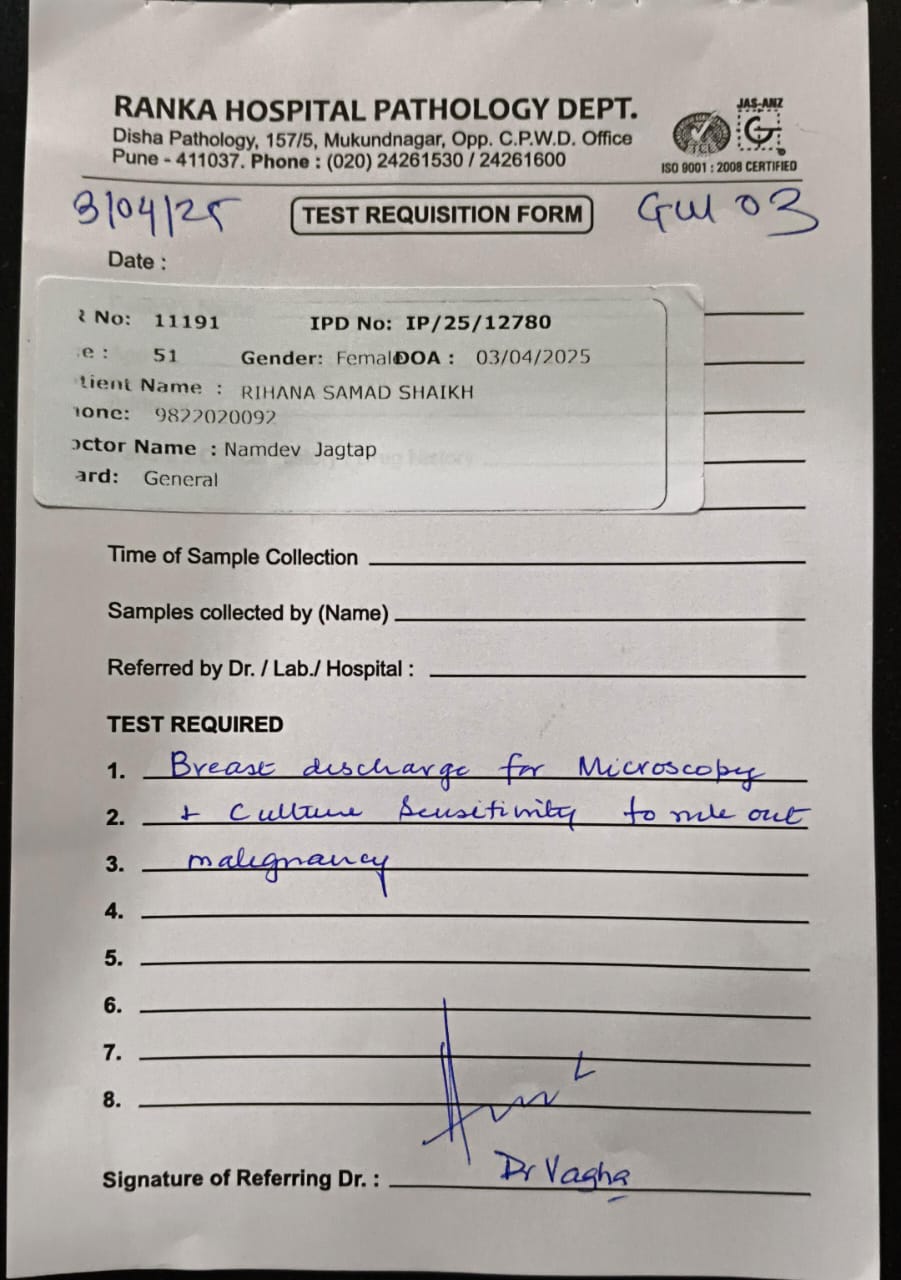 RANKA HOSPITAL PATHOLOGY DEPT.
Disha Pathology, 157/5, Mukundnagar, Opp. C.P.W.D. Office
Pune - 411037. Phone : (020) 24261530 / 24261600
JAS-ANZ
ISO 9001 : 2008 CERTIFIED
3/04/25 TEST REQUISITION FORM GW 03
Date :
R No: 11191 IPD No: IP/25/12780
e : 51 Gender: Female DOA : 03/04/2025
tient Name : RIHANA SAMAD SHAIKH
one: 9822020092
octor Name : Namdev Jagtap
ard: General
Time of Sample Collection
Samples collected by (Name)
Referred by Dr. / Lab./ Hospital :
TEST REQUIRED
1. Breast discharge for Microscopy
2. + Culture Sensitivity to rule out
3. malignancy
4.
5.
6.
7.
8.
Dr Vagha
Signature of Referring Dr. :